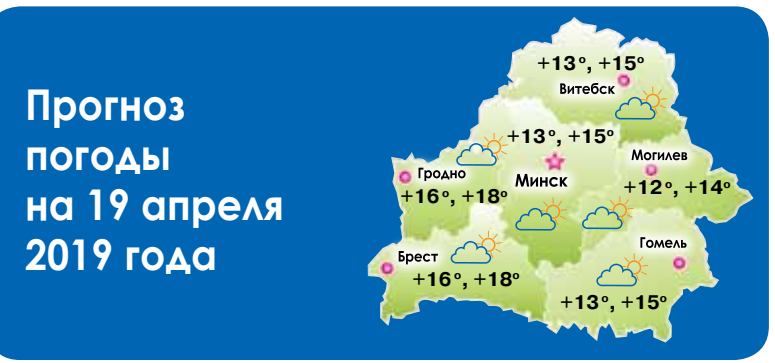 Прогноз
погоды
на 19 апреля
2019 года
+13°, +15°
Витебск
+13°, +15°
Минск
Могилев
+12°, +14°
Гродно
+16°, +18°
Брест
+16°, +18°
Гомель
+13°, +15°